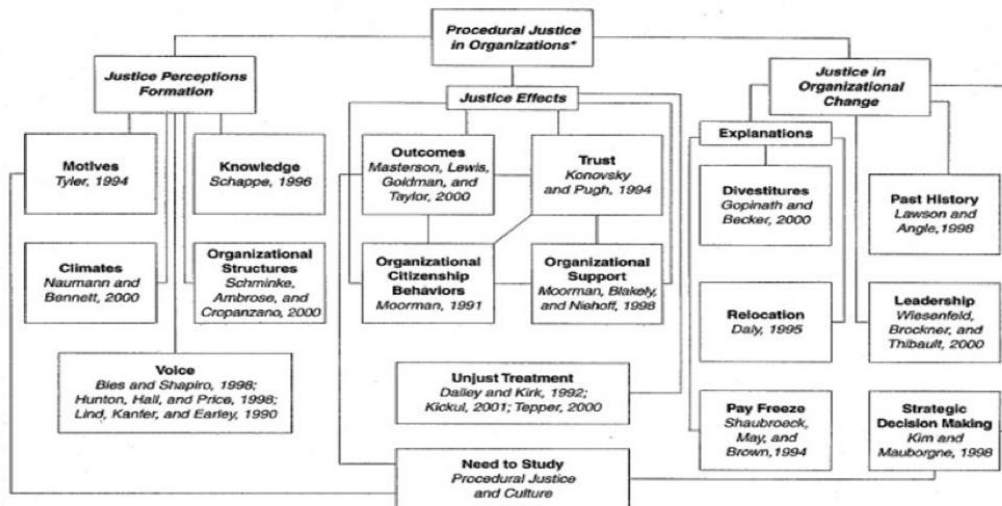 Procedural Justice
in Organizations*
Justice Perceptions
Formation
Justice Effects
Justice in
Organizational
Change
Motives
Tyler, 1994
Knowledge
Schappe, 1996
Climates
Naumann and
Bennett, 2000
Organizational
Structures
Schminke,
Ambrose, and
Cropanzano, 2000
Voice
Bies and Shapiro, 1998;
Hunton, Hall, and Price, 1998;
Lind, Kanfer, and Earley, 1990
Outcomes
Masterson, Lewis,
Goldman, and
Taylor, 2000
Trust
Konovsky
and Pugh, 1994
Organizational
Citizenship
Behaviors
Moorman, 1991
Organizational
Support
Moorman, Blakely,
and Niehoff, 1998
Unjust Treatment
Dailey and Kirk, 1992;
Kickul, 2001; Tepper, 2000
Need to Study
Procedural Justice
and Culture
Explanations
Divestitures
Gopinath and
Becker, 2000
Relocation
Daly, 1995
Pay Freeze
Shaubroeck,
May, and
Brown, 1994
Past History
Lawson and
Angle, 1998
Leadership
Wiesenfeld,
Brockner, and
Thibault, 2000
Strategic
Decision Making
Kim and
Mauborgne, 1998